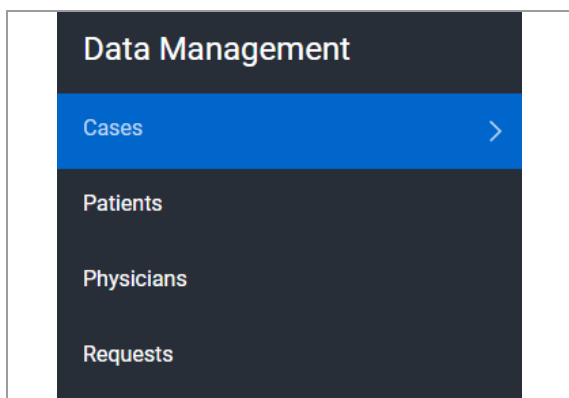 Data Management
Cases
Patients
Physicians
Requests